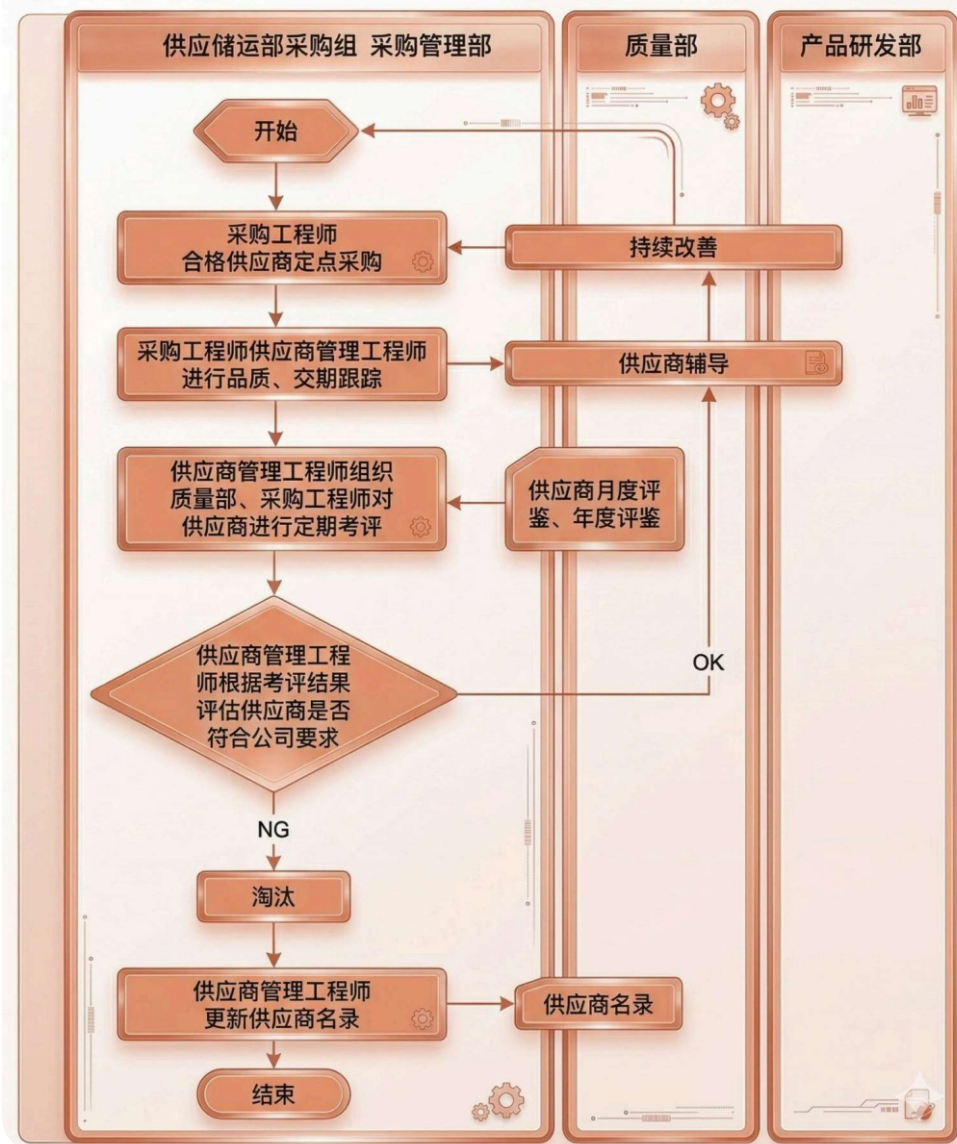 供应储运部采购组 采购管理部
质量部
产品研发部
开始
采购工程师
合格供应商定点采购
持续改善
采购工程师供应商管理工程师
进行品质、交期跟踪
供应商辅导
供应商管理工程师组织
质量部、采购工程师对
供应商进行定期考评
供应商月度评
鉴、年度评鉴
供应商管理工程
师根据考评结果
评估供应商是否
符合公司要求
OK
NG
淘汰
供应商管理工程师
更新供应商名录
供应商名录
结束